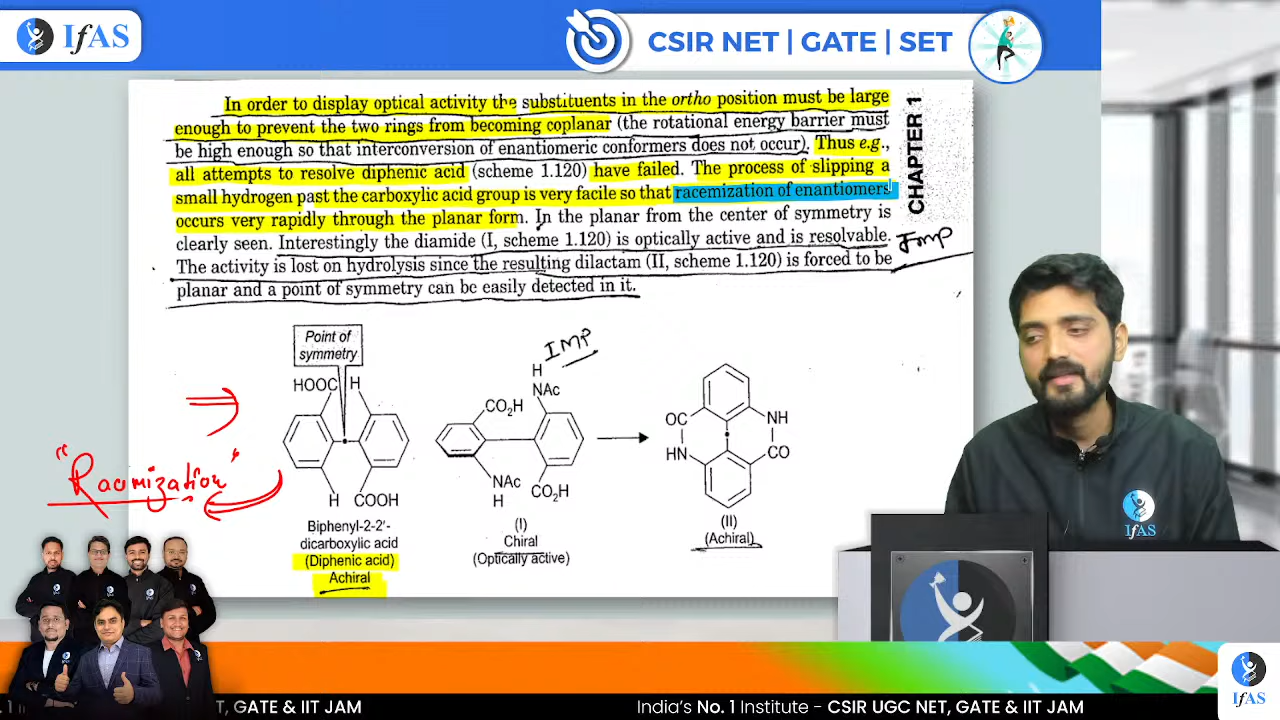 IfAS
CSIR NET | GATE | SET
In order to display optical activity the substituents in the ortho position must be large
enough to prevent the two rings from becoming coplanar (the rotational energy barrier must
be high enough so that interconversion of enantiomeric conformers does not occur). Thus e.g.,
all attempts to resolve diphenic acid (scheme 1.120) have failed. The process of slipping a
small hydrogen past the carboxylic acid group is very facile so that racemization of enantiomers
occurs very rapidly through the planar form. In the planar from the center of symmetry is
clearly seen. Interestingly the diamide (I, scheme 1.120) is optically active and is resolvable.
The activity is lost on hydrolysis since the resulting dilactam (II, scheme 1.120) is forced to be
planar and a point of symmetry can be easily detected in it.
CHAPTER 1
Imp
Point of
symmetry
HOOC H
H COOH
Biphenyl-2-2'-
dicarboxylic acid
(Diphenic acid)
Achiral
IMP
H
NAc
CO₂H
NAc
H
CO₂H
(I)
Chiral
(Optically active)
OC
NH
HN
CO
(II)
(Achiral)
"Racmization"
IfAS
IfAS
T, GATE & IIT JAM
India's No. 1 Institute - CSIR UGC NET, GATE & IIT JAM